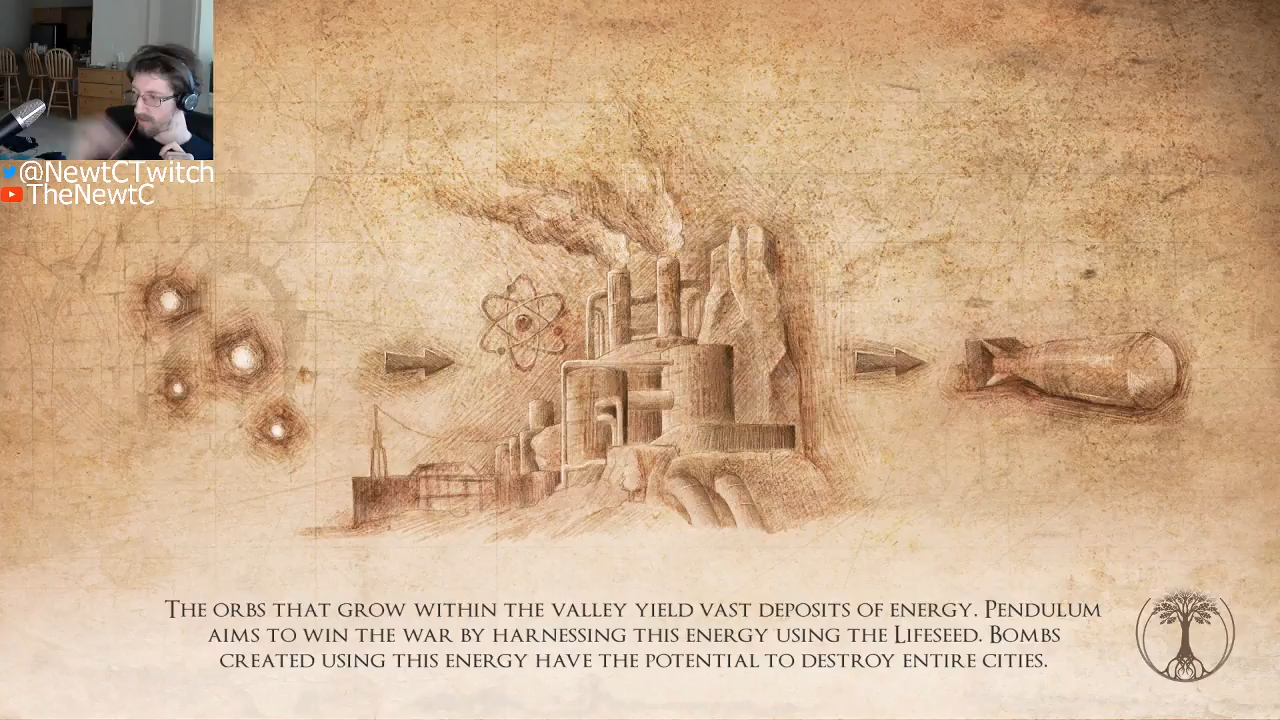 @NewtCTwitch
TheNewtC
The orbs that grow within the valley yield vast deposits of energy. Pendulum
aims to win the war by harnessing this energy using the Lifeseed. Bombs
created using this energy have the potential to destroy entire cities.